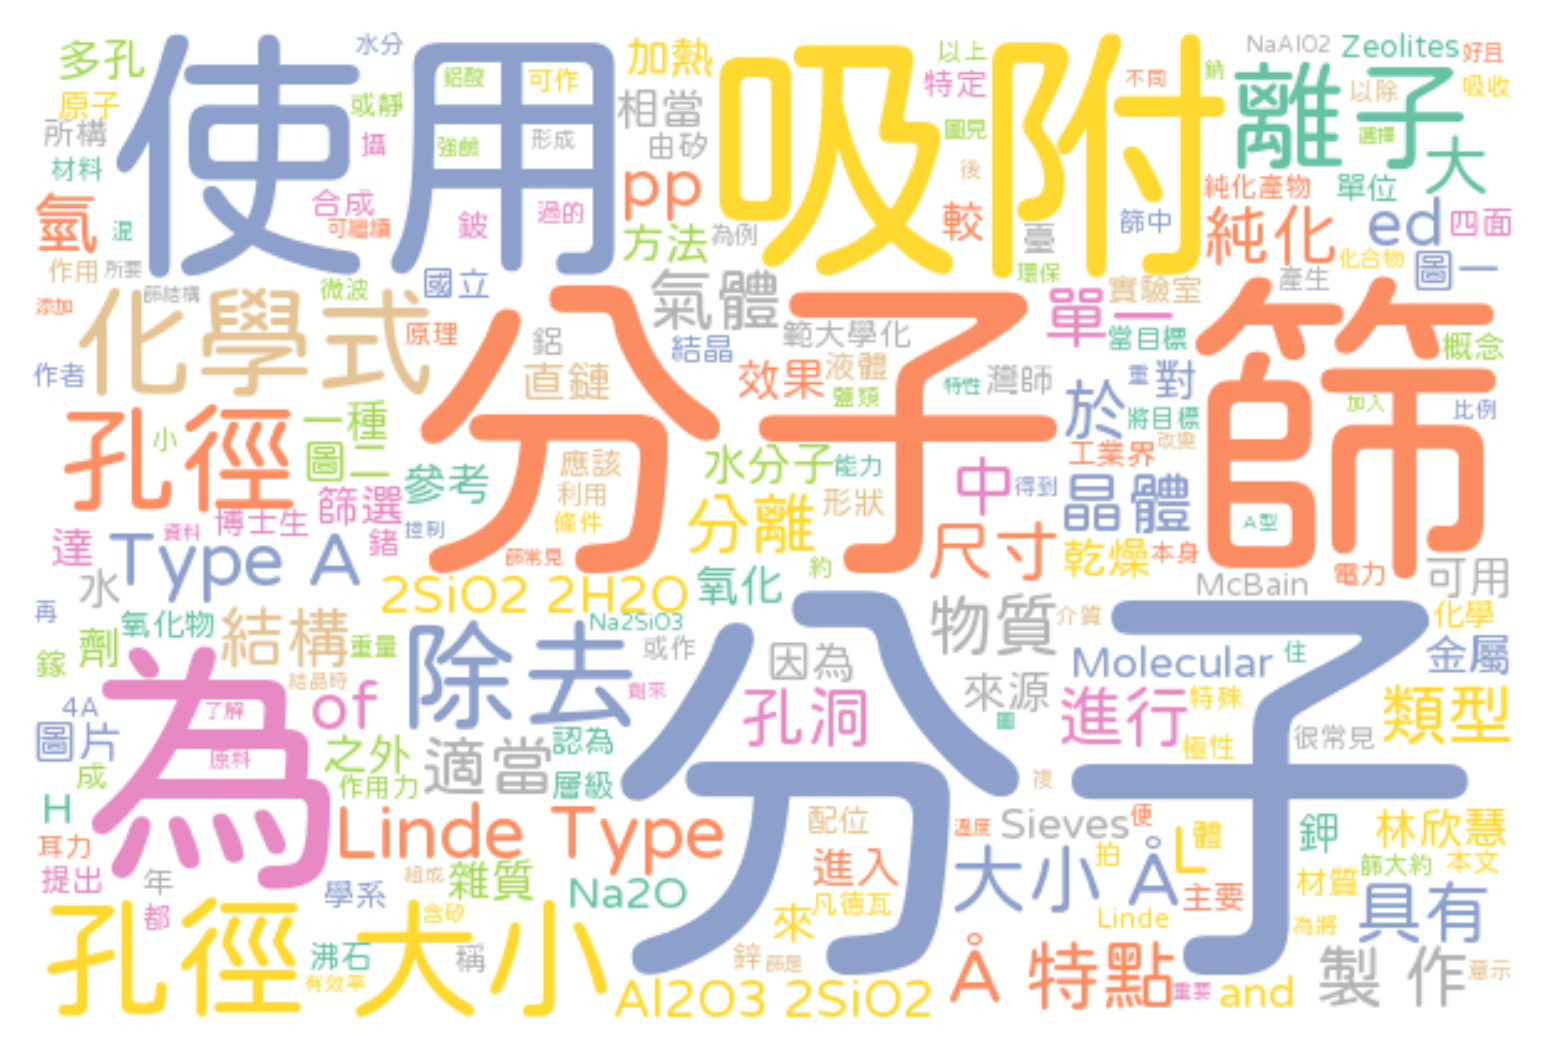 多孔 水分 使用 鋁酸 可作 加熱 吸附 以上 NaAlO2 Zeolites 好且
原子 或靜 相當 特定 不同 鈉 離子 以除 吸收
所構 攝 強鹼 形成 由矽 圖見 選擇
材料 合成 鈹 過的 pp 後 純化產物 單位 大
氫 混 可繼續 方法 為例 較 臺 篩中 純化 ed 四面
作用 所要 國立 氣體 環保 產生 化合物 圖一
添加 化學式 篩結構 微波 分子篩 單一 實驗室
作者 原理 鋁 結晶 範大學化 當目標 概念
直鏈 效果 液體 鹽類 特性 灣師 重 對
孔徑 小 一種 於 將目標 加入 比例
圖二 參考 應該 水分子 能力 工業界 改變
篩選 利用 分離 形狀 中 得到 晶體 A型
達 資料 博士生 鍺 控制 條件 尺寸 乾燥 本身
水 Type A 篩常見 約 McBain 電力 可用
再 2SiO2 2H2O 氧化 物質 介質 分子 化學
氧化物 結構 重量 除去 Na2SiO3 或作 因為 Molecular 住 金屬
鎵 劑 為 結晶時 of 劑來 孔洞 來源 進行 特殊 類型
4A 了解 圖 很常見
圖片 原料 之外 適當 認為 極性
成 作用力 層級 複
H Linde Type 配位 溫度 Sieves 便 L 體 鉀 林欣慧
耳力 進入 大小 Å 拍 篩大約 本文
提出 年 學系 組成 雜質 Na2O 凡德瓦 主要 材質 具有
都 孔徑 大小 含矽 來 Linde 為將
沸石 稱 鋅 篩是 Å 特點 製 作 意示
有效率 Al2O3 2SiO2 重要 and